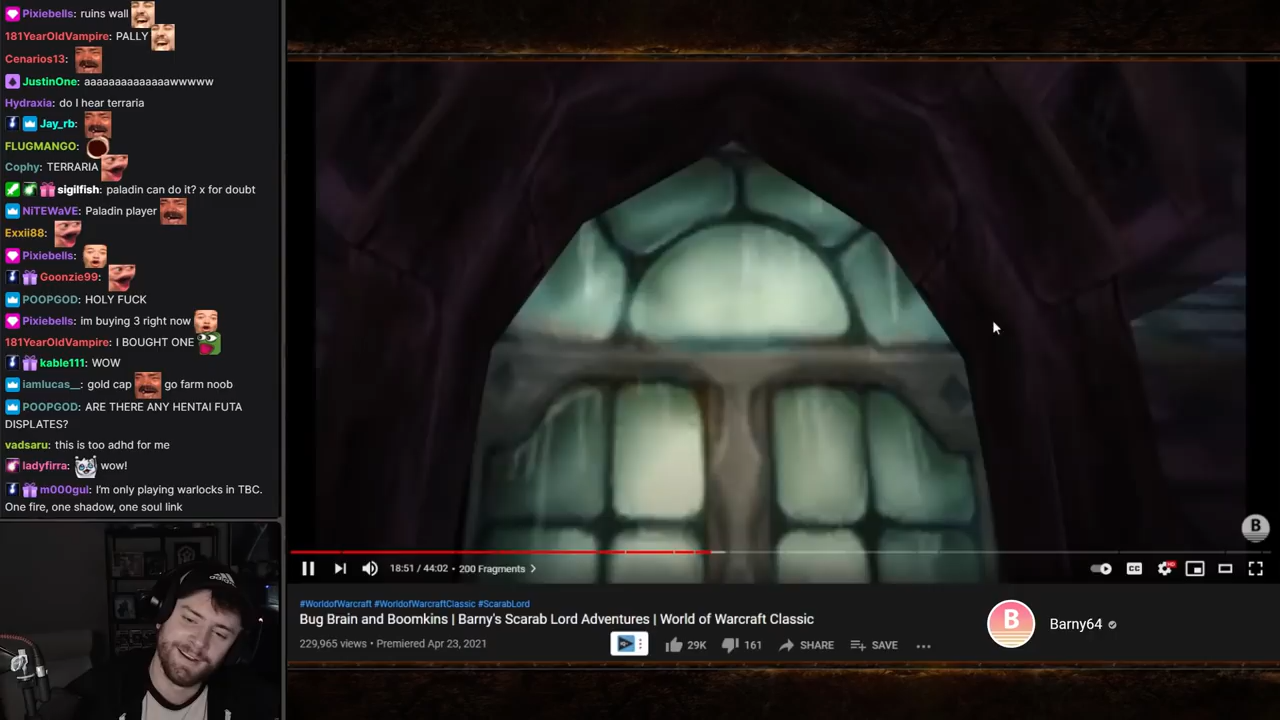 Pixiebells: ruins wall
181YearOldVampire: PALLY
Cenarios13:
JustinOne: aaaaaaaaaaaaaawwwww
Hydraxia: do I hear terraria
Jay_rb:
FLUGMANGO:
Cophy: TERRARIA
sigilfish: paladin can do it? x for doubt
NiTEWaVE: Paladin player
Exxii88:
Pixiebells:
Goonzie99:
POOPGOD: HOLY FUCK
Pixiebells: im buying 3 right now
181YearOldVampire: I BOUGHT ONE
kable111: WOW
iamlucas__: gold cap go farm noob
POOPGOD: ARE THERE ANY HENTAI FUTA
DISPLATES?
vadsaru: this is too adhd for me
ladyfirra: wow!
m000gul: I'm only playing warlocks in TBC.
One fire, one shadow, one soul link
B
18:51 / 44:02 • 200 Fragments >
CC
#WorldofWarcraft #WorldofWarcraftClassic #ScarabLord
Bug Brain and Boomkins | Barny's Scarab Lord Adventures | World of Warcraft Classic
229,965 views • Premiered Apr 23, 2021
29K
161
SHARE
SAVE
B
Barny64